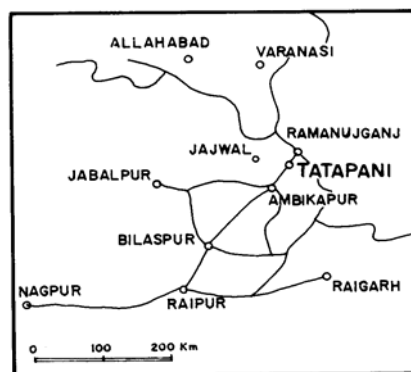 ALLAHABAD
VARANASI
RAMANUJGANJ
JAJWAL
TATAPANI
JABALPUR
AMBIKAPUR
BILASPUR
NAGPUR
RAIPUR
RAIGARH
0 100 200 Km